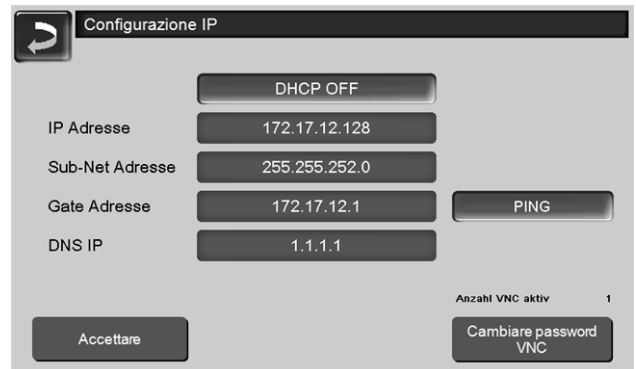 Configurazione IP
DHCP OFF
IP Adresse 172.17.12.128
Sub-Net Adresse 255.255.252.0
Gate Adresse 172.17.12.1 PING
DNS IP 1.1.1.1
Anzahl VNC aktiv 1
Accettare
Cambiare password
VNC